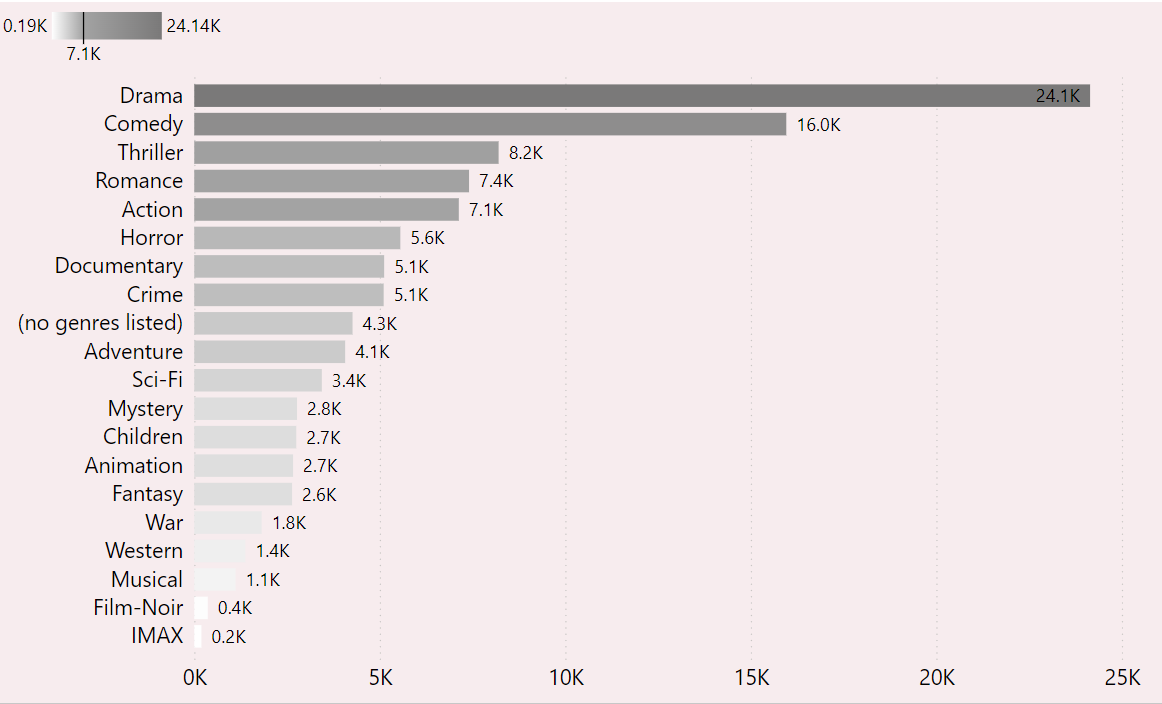 0.19K 24.14K
7.1K
Drama 24.1K
Comedy 16.0K
Thriller 8.2K
Romance 7.4K
Action 7.1K
Horror 5.6K
Documentary 5.1K
Crime 5.1K
(no genres listed) 4.3K
Adventure 4.1K
Sci-Fi 3.4K
Mystery 2.8K
Children 2.7K
Animation 2.7K
Fantasy 2.6K
War 1.8K
Western 1.4K
Musical 1.1K
Film-Noir 0.4K
IMAX 0.2K
0K 5K 10K 15K 20K 25K